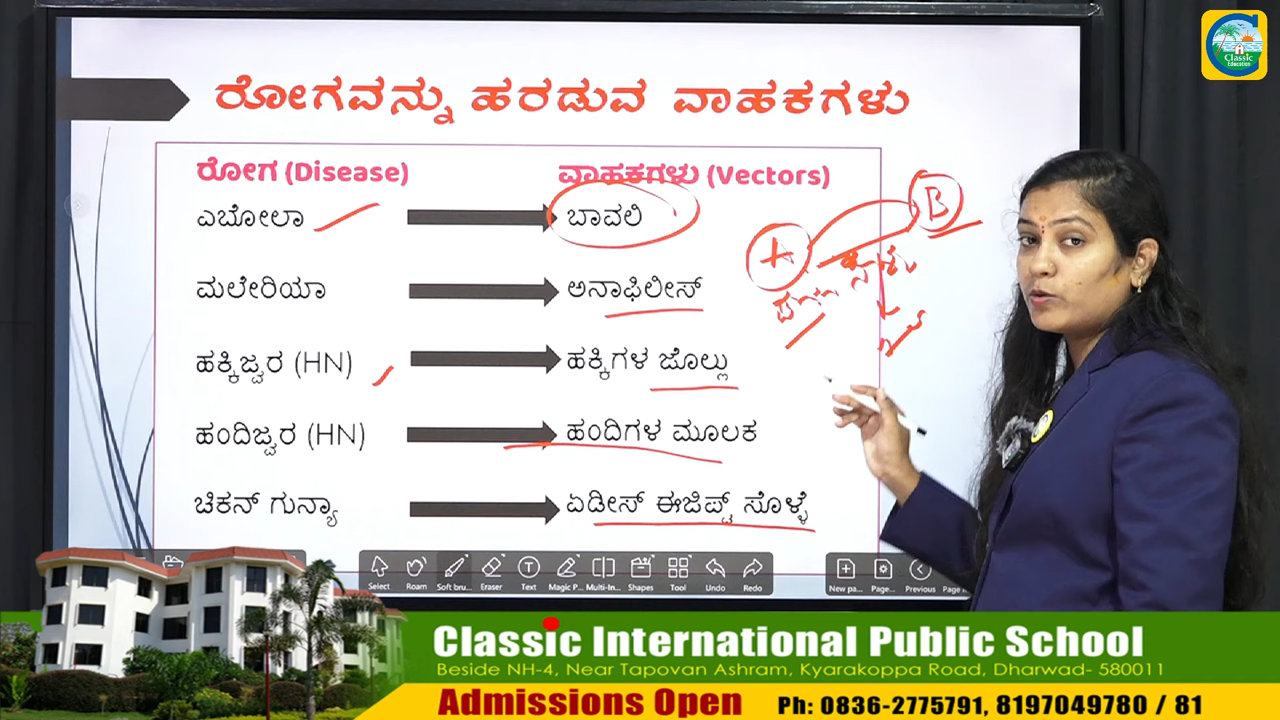 Classic
Education
ರೋಗವನ್ನು ಹರಡುವ ವಾಹಕಗಳು
ರೋಗ (Disease) ವಾಹಕಗಳು (Vectors)
ಎಬೋಲಾ ಬಾವಲಿ
ಮಲೇರಿಯಾ ಅನಾಫಿಲೀಸ್
ಹಕ್ಕಿಜ್ವರ (HN) ಹಕ್ಕಿಗಳ ಜೊಲ್ಲು
ಹಂದಿಜ್ವರ (HN) ಹಂದಿಗಳ ಮೂಲಕ
ಚಿಕನ್ ಗುನ್ಯಾ ಏಡೀಸ್ ಈಜಿಪ್ಟ್ ಸೊಳ್ಳೆ
A B
Select Roam Soft bru... Eraser Text Magic P... Multi-In... Shapes Tool Undo Redo New pa... Page... Previous
Classic International Public School
Beside NH-4, Near Tapovan Ashram, Kyarakoppa Road, Dharwad- 580011
Admissions Open Ph: 0836-2775791, 8197049780 / 81